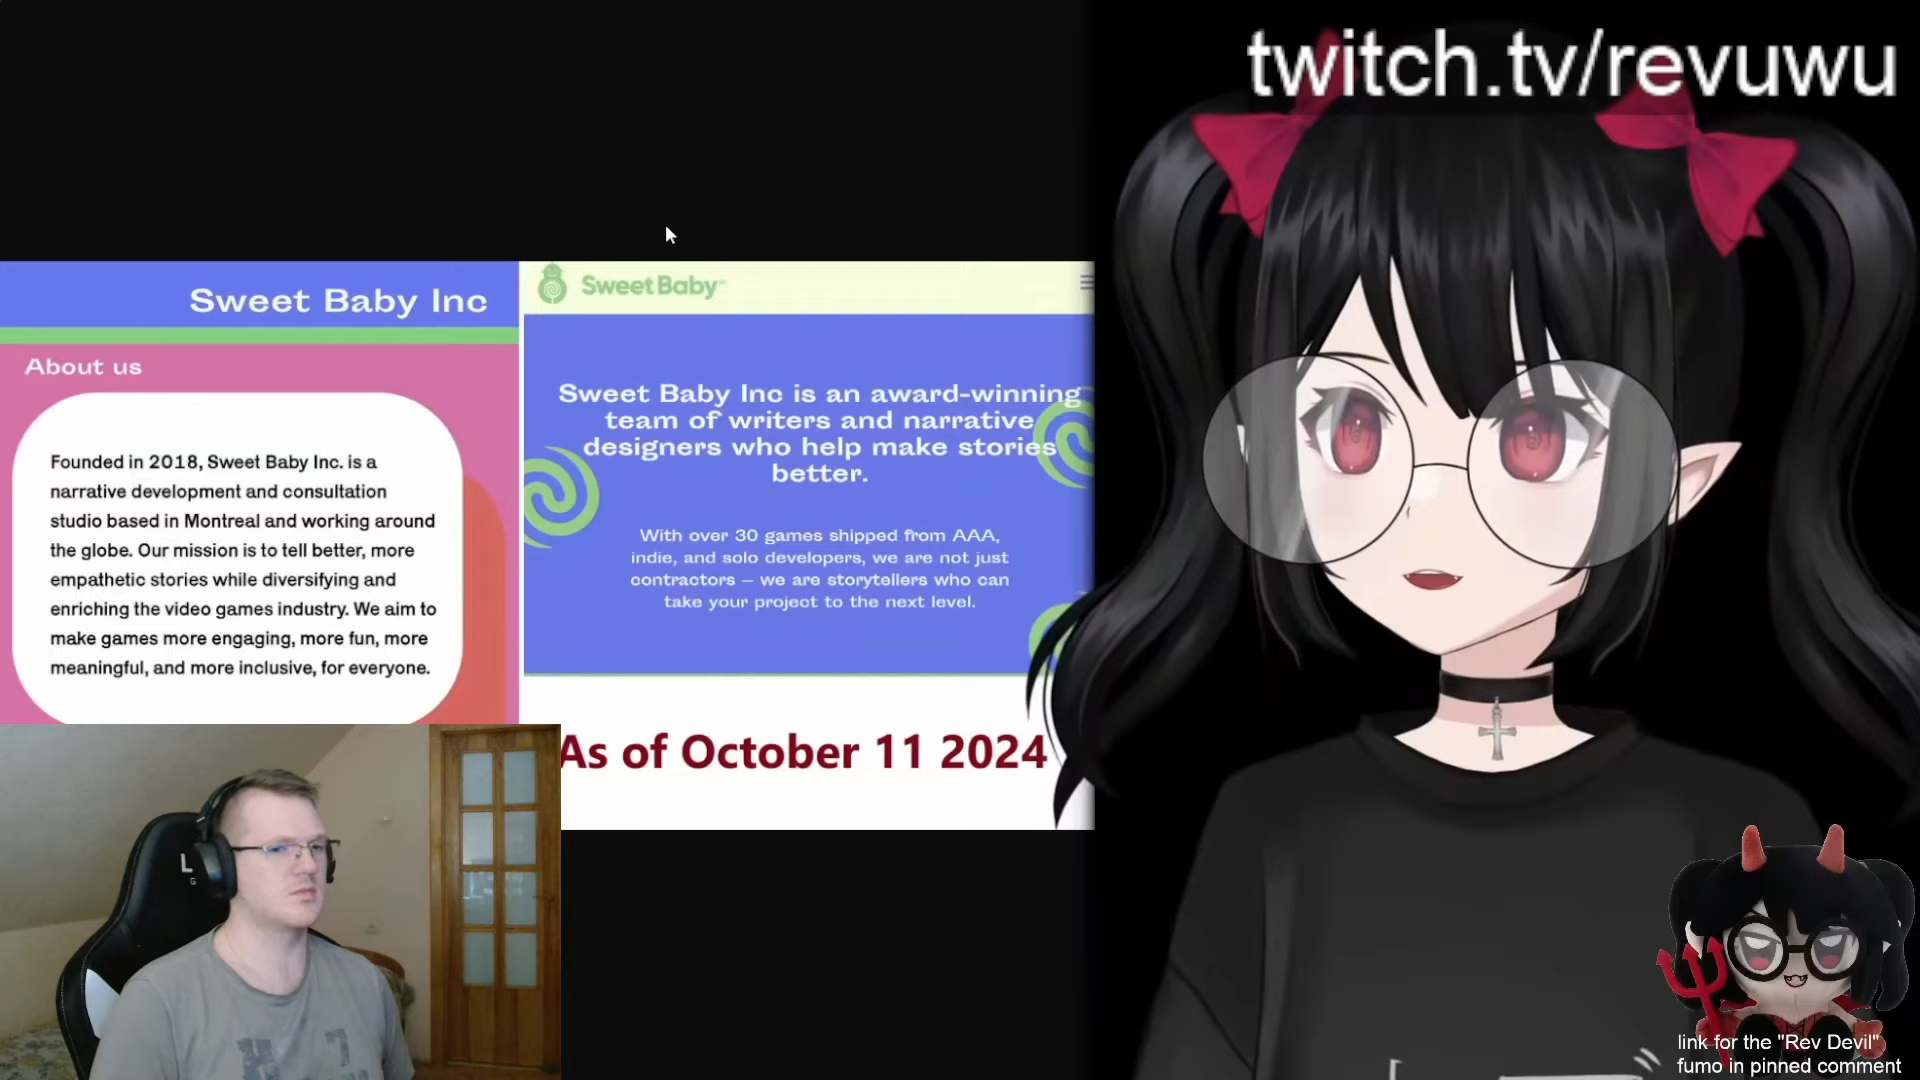 twitch.tv/revuwu
Sweet Baby Inc
About us
Founded in 2018, Sweet Baby Inc. is a
narrative development and consultation
studio based in Montreal and working around
the globe. Our mission is to tell better, more
empathetic stories while diversifying and
enriching the video games industry. We aim to
make games more engaging, more fun, more
meaningful, and more inclusive, for everyone.
Sweet Baby
Sweet Baby Inc is an award-winning
team of writers and narrative
designers who help make stories
better.
With over 30 games shipped from AAA,
indie, and solo developers, we are not just
contractors – we are storytellers who can
take your project to the next level.
As of October 11 2024
L
G
link for the "Rev Devil"
fumo in pinned comment